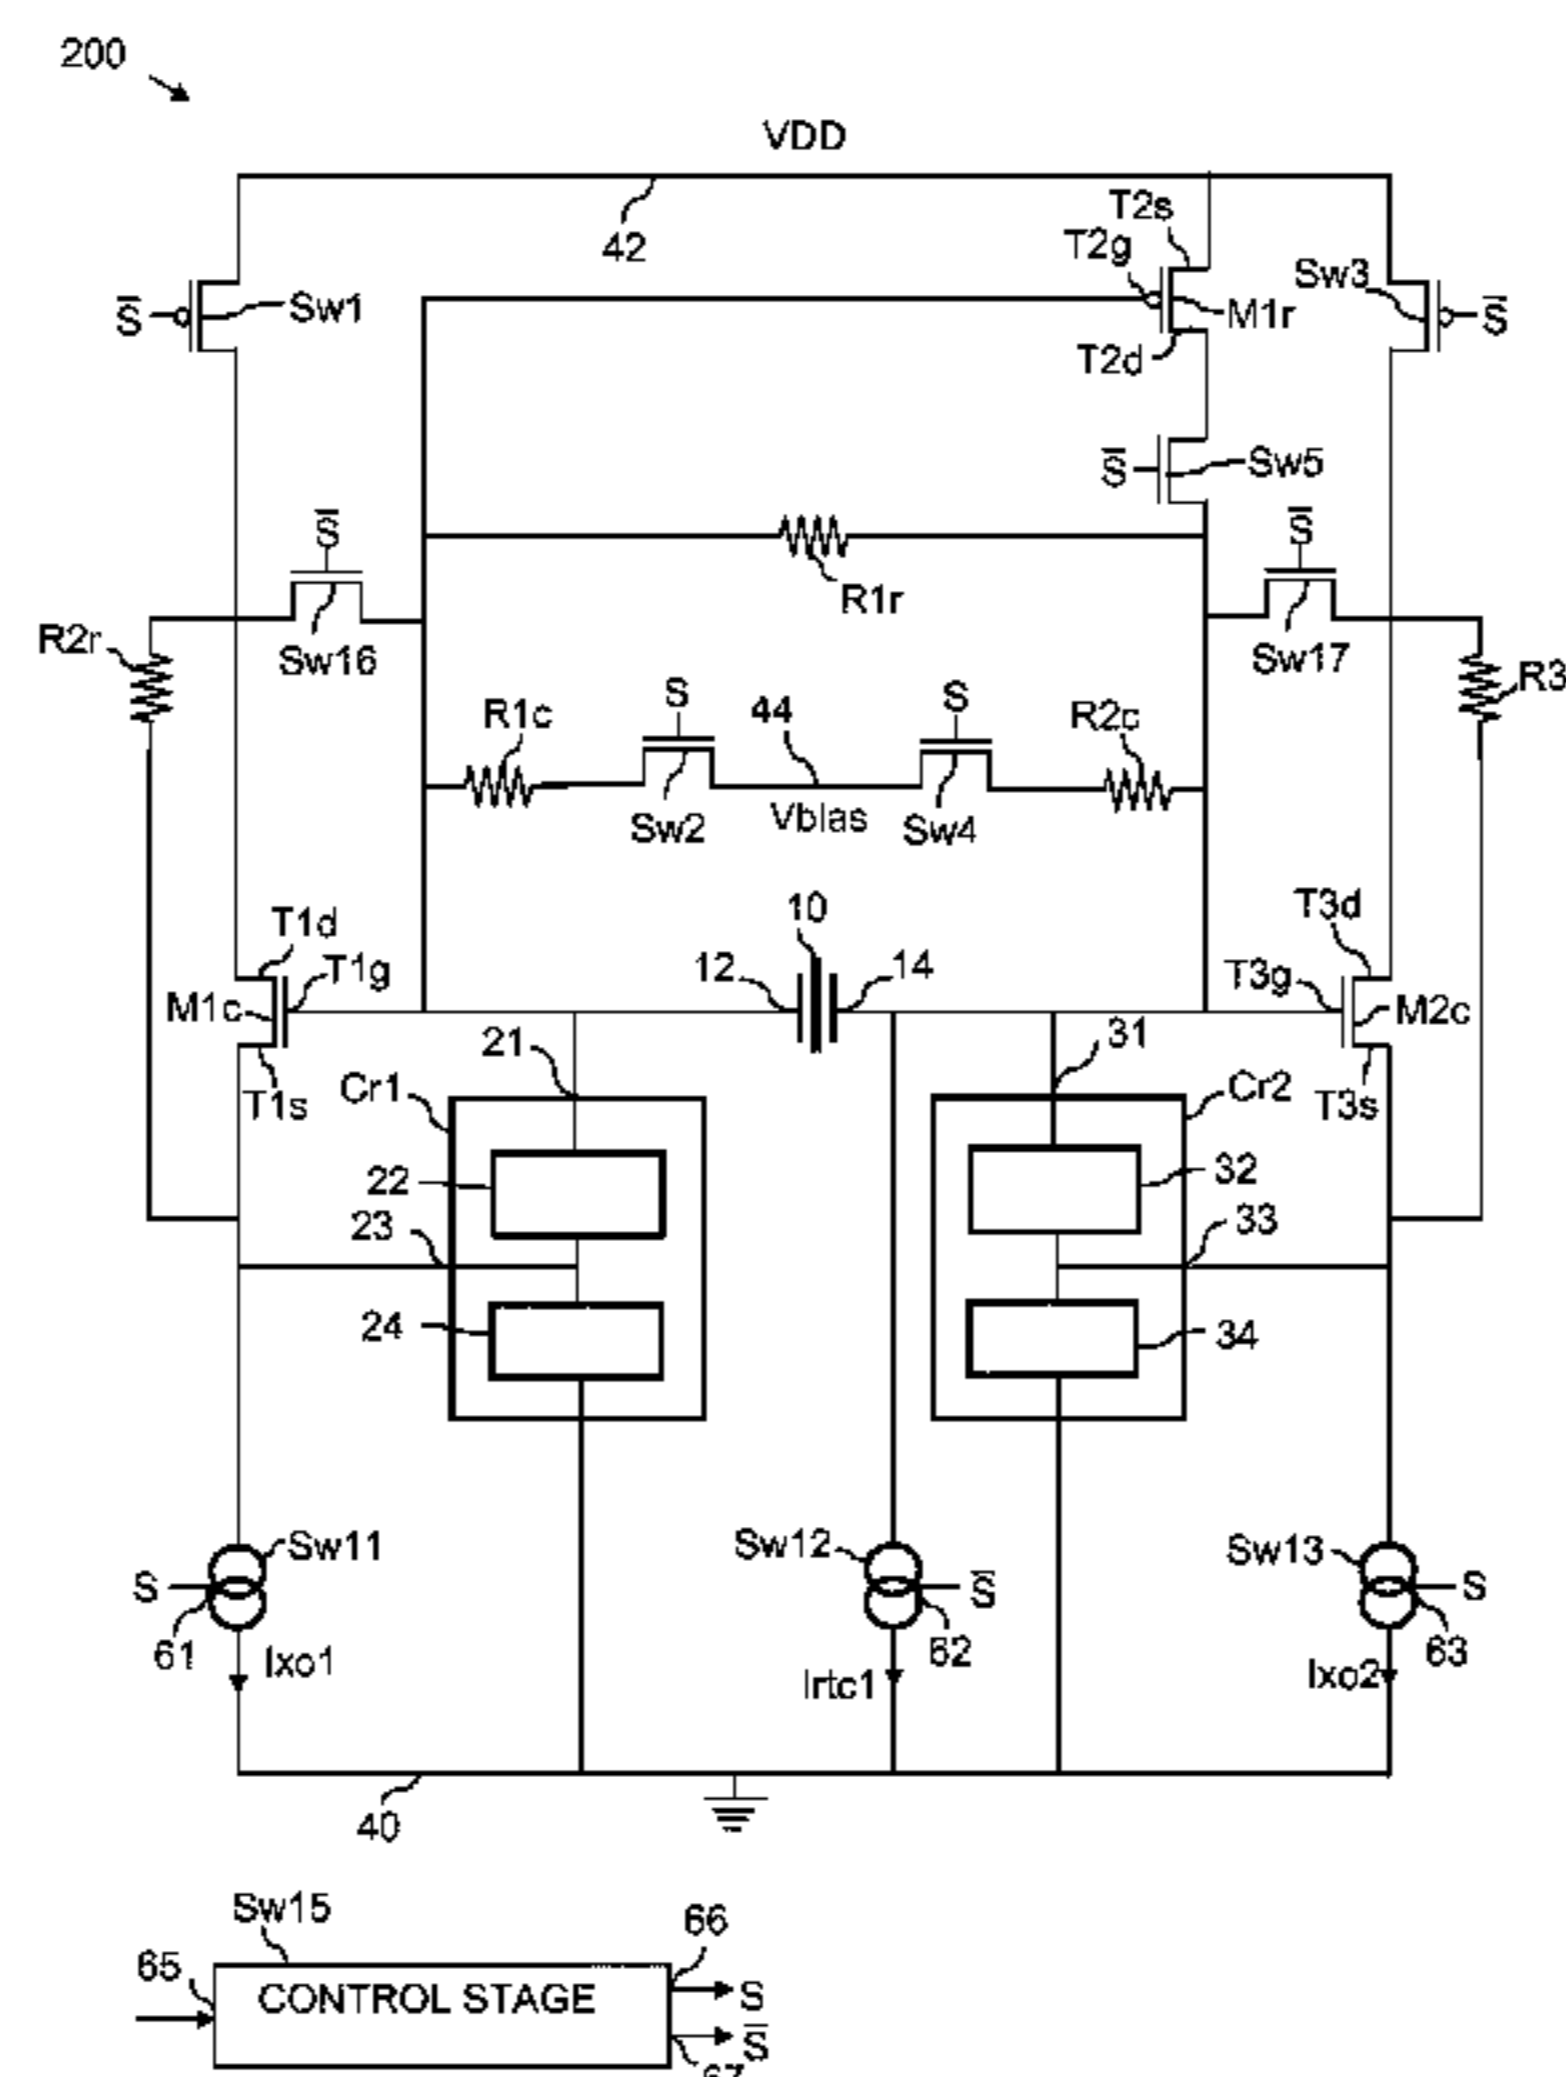 200
VDD
42
T2s
T2g
M1r
T2d
Sw3
S̅
S̅
Sw1
S̅
Sw5
S̅
S̅
R1r
R2r
Sw16
Sw17
R3
R1c
S
44
S
R2c
Sw2
Vbias
Sw4
10
T1d
T1g
M1c
T1s
12
14
T3d
T3g
M2c
T3s
21
31
Cr1
Cr2
22
32
23
33
24
34
Sw11
S
61
Ixo1
Sw12
S̅
62
Irtc1
Sw13
S
63
Ixo2
40
Sw15
65
CONTROL STAGE
66
S
S̅
67